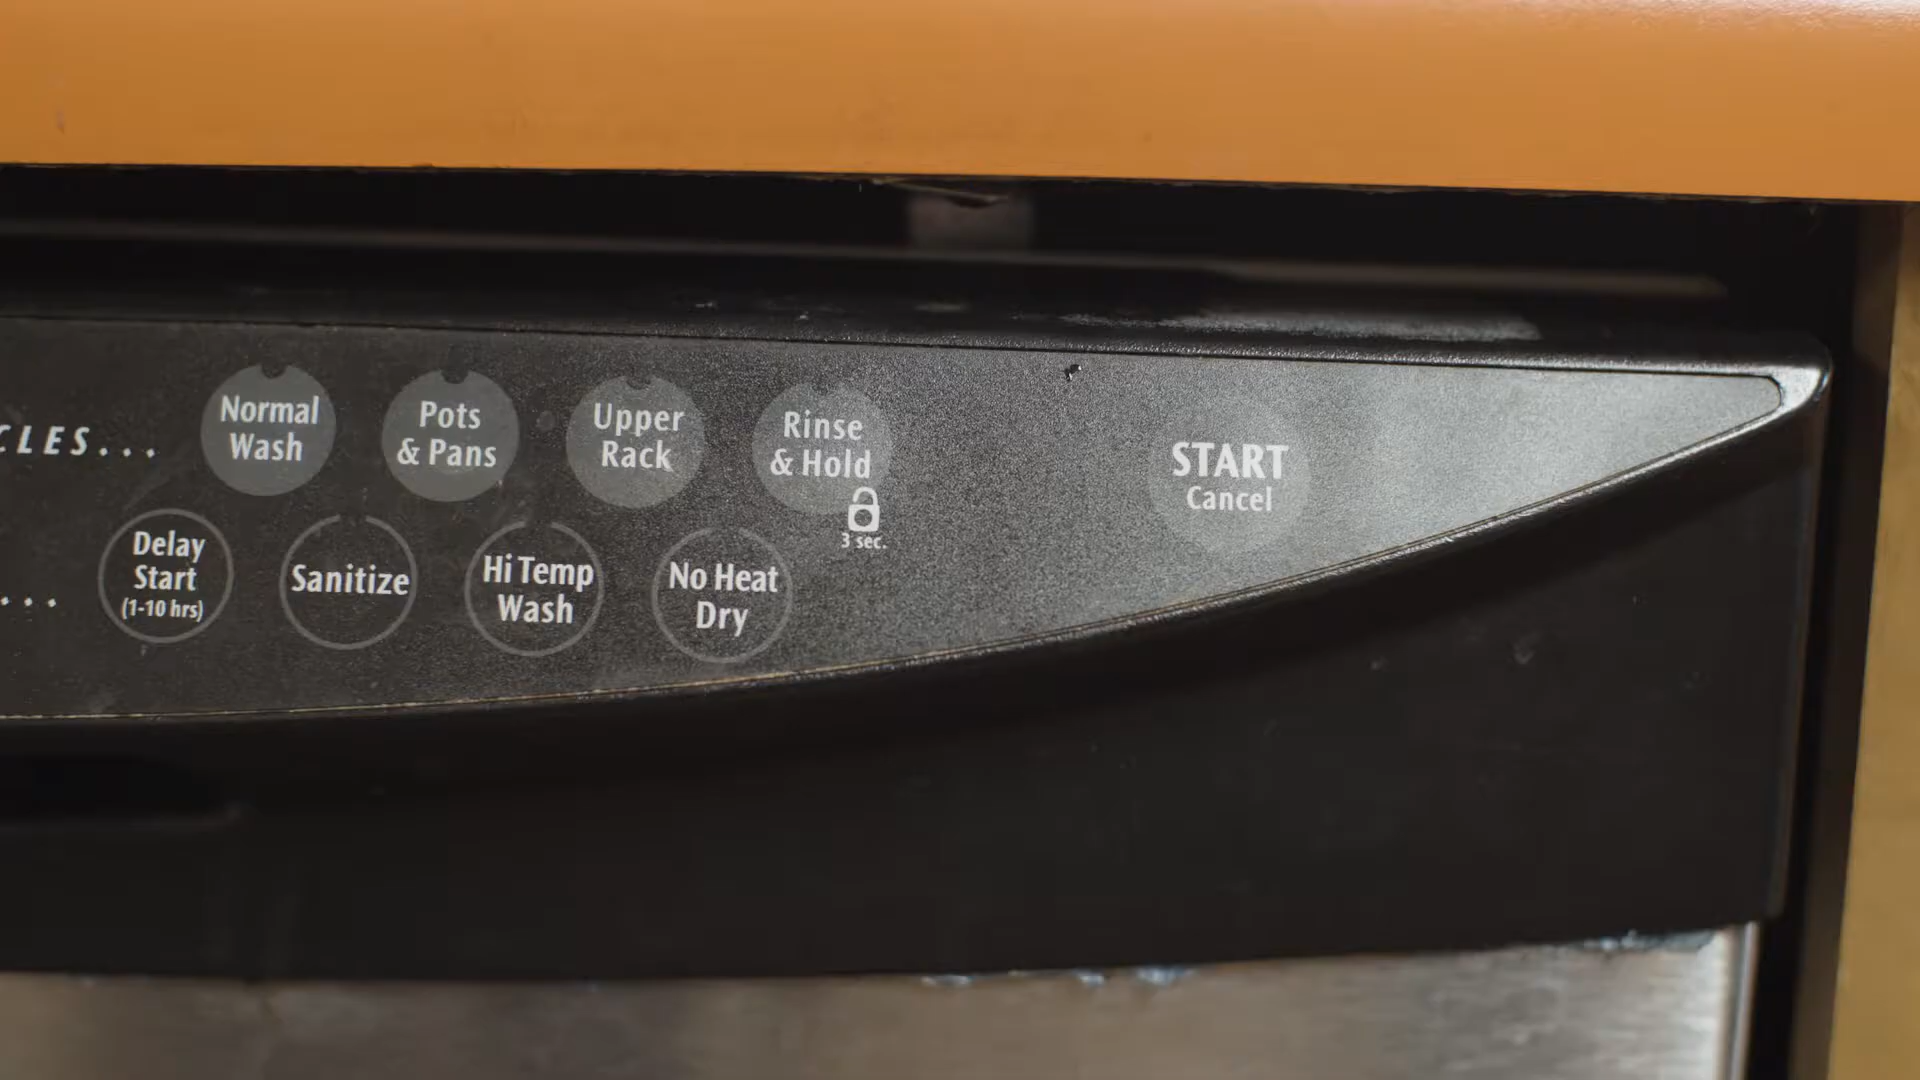 CLES...
Normal
Wash
Pots
& Pans
Upper
Rack
Rinse
& Hold
3 sec.
START
Cancel
...
Delay
Start
(1-10 hrs)
Sanitize
Hi Temp
Wash
No Heat
Dry